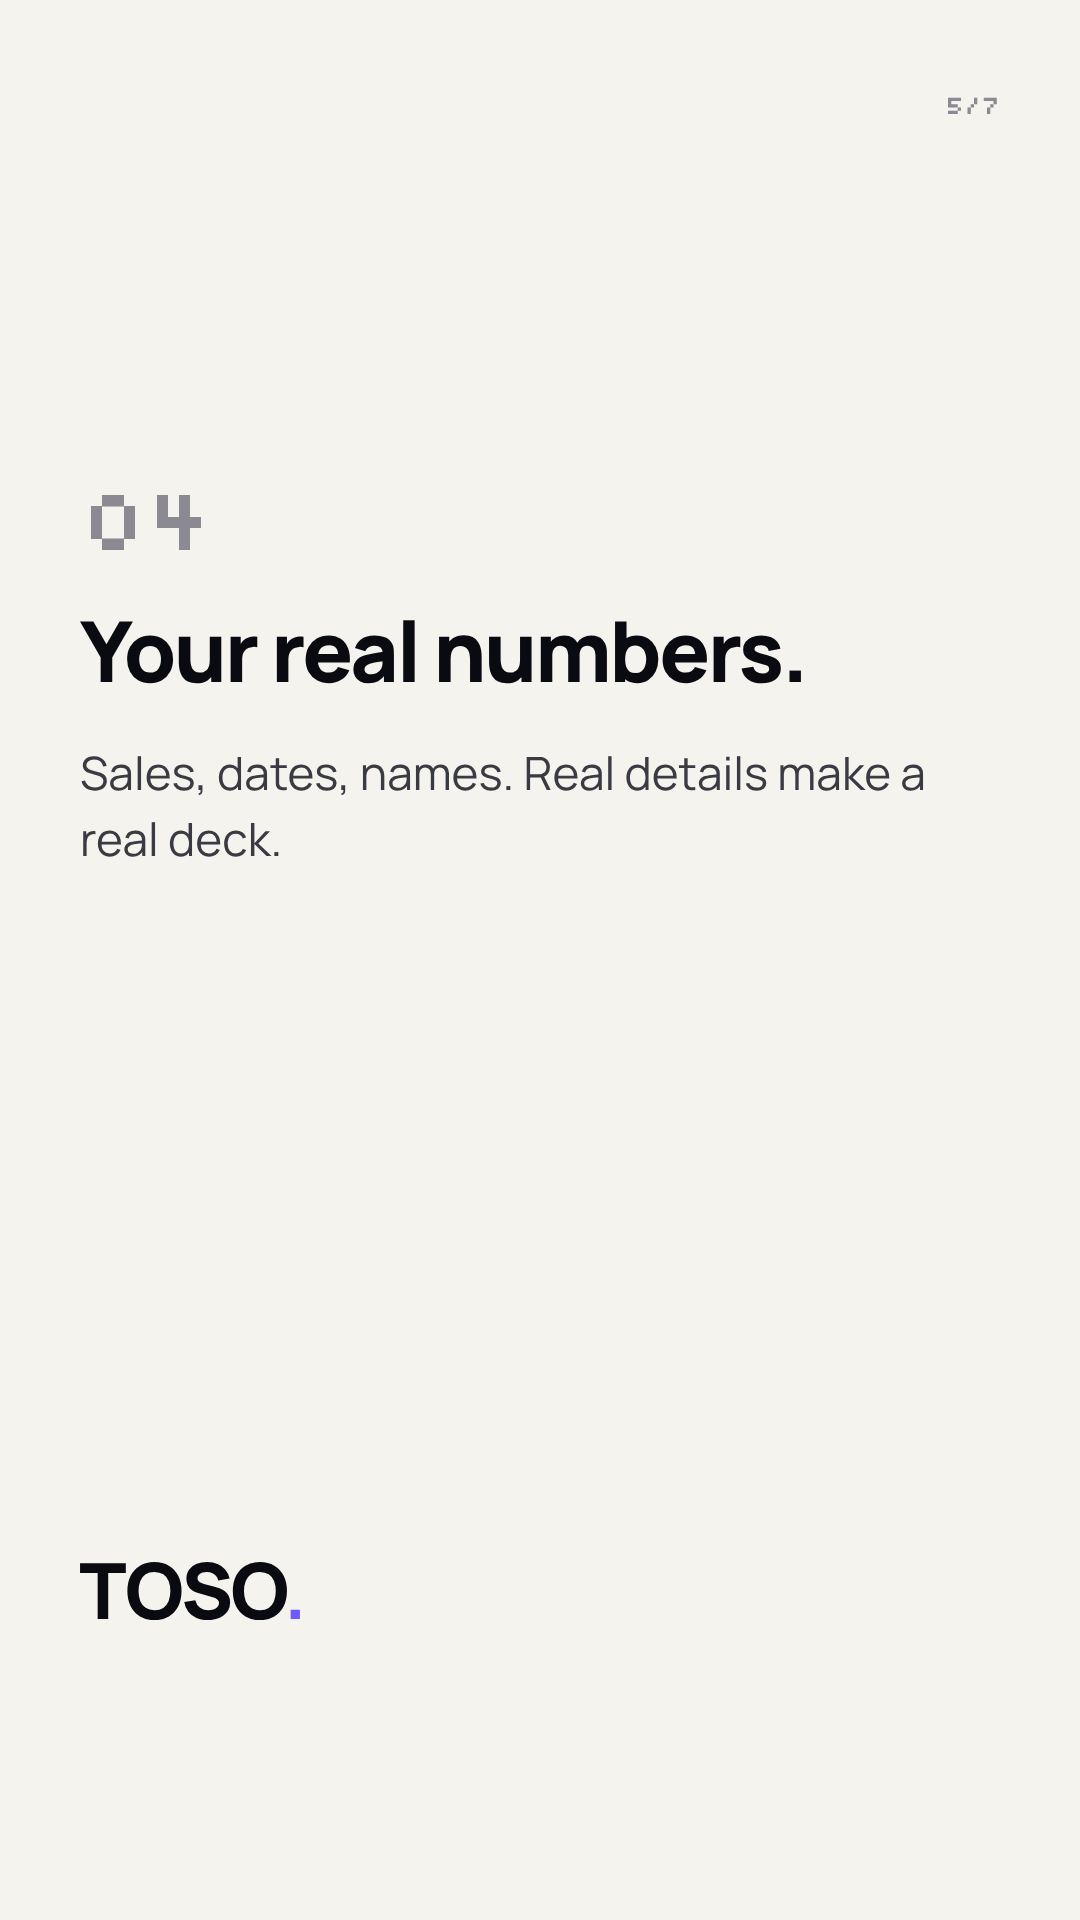 5/7
04
Your real numbers.
Sales, dates, names. Real details make a
real deck.
TOSO.